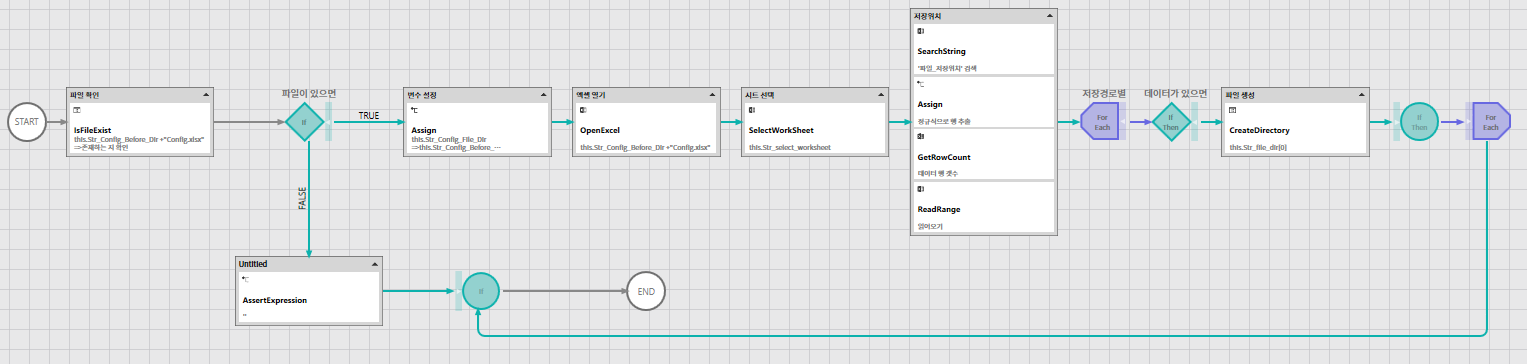 START
파일 확인
IsFileExist
this.Str_Config_Before_Dir +"Config.xlsx"
=>존재하는 지 확인
파일이 있으면
If
TRUE
FALSE
변수 설정
Assign
this.Str_Config_File_Dir
=>this.Str_Config_Before_···
엑셀 열기
OpenExcel
this.Str_Config_Before_Dir +"Config.xlsx"
시트 선택
SelectWorkSheet
this.Str_select_worksheet
저장위치
SearchString
'파일_저장위치' 검색
Assign
정규식으로 행 추출
GetRowCount
데이터 행 갯수
ReadRange
읽어오기
저장경로별
For
Each
데이터가 있으면
If
Then
파일 생성
CreateDirectory
this.Str_file_dir[0]
If
Then
For
Each
Untitled
AssertExpression
""
If
END